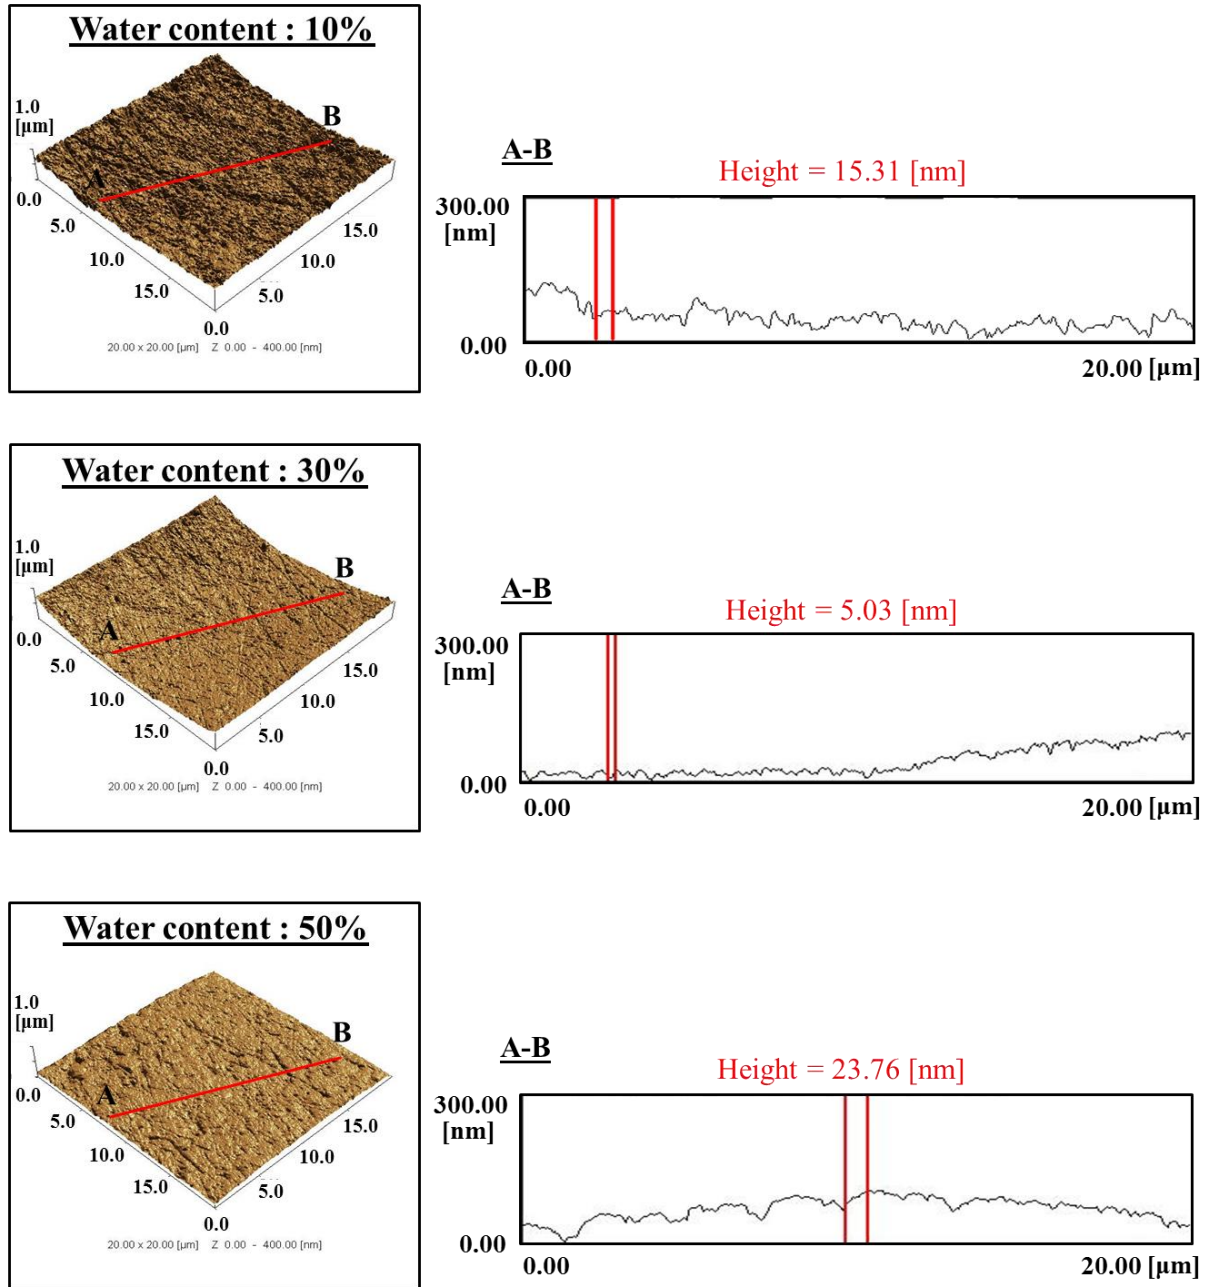 Water content : 10%
1.0
[μm]
B
A
0.0
5.0
10.0
15.0
0.0
5.0
10.0
15.0
20.00 x 20.00 [μm] Z 0.00 - 400.00 [nm]
A-B
Height = 15.31 [nm]
300.00
[nm]
0.00
0.00
20.00 [μm]
Water content : 30%
1.0
[μm]
B
A
0.0
5.0
10.0
15.0
0.0
5.0
10.0
15.0
20.00 x 20.00 [μm] Z 0.00 - 400.00 [nm]
A-B
Height = 5.03 [nm]
300.00
[nm]
0.00
0.00
20.00 [μm]
Water content : 50%
1.0
[μm]
B
A
0.0
5.0
10.0
15.0
0.0
5.0
10.0
15.0
20.00 x 20.00 [μm] Z 0.00 - 400.00 [nm]
A-B
Height = 23.76 [nm]
300.00
[nm]
0.00
0.00
20.00 [μm]